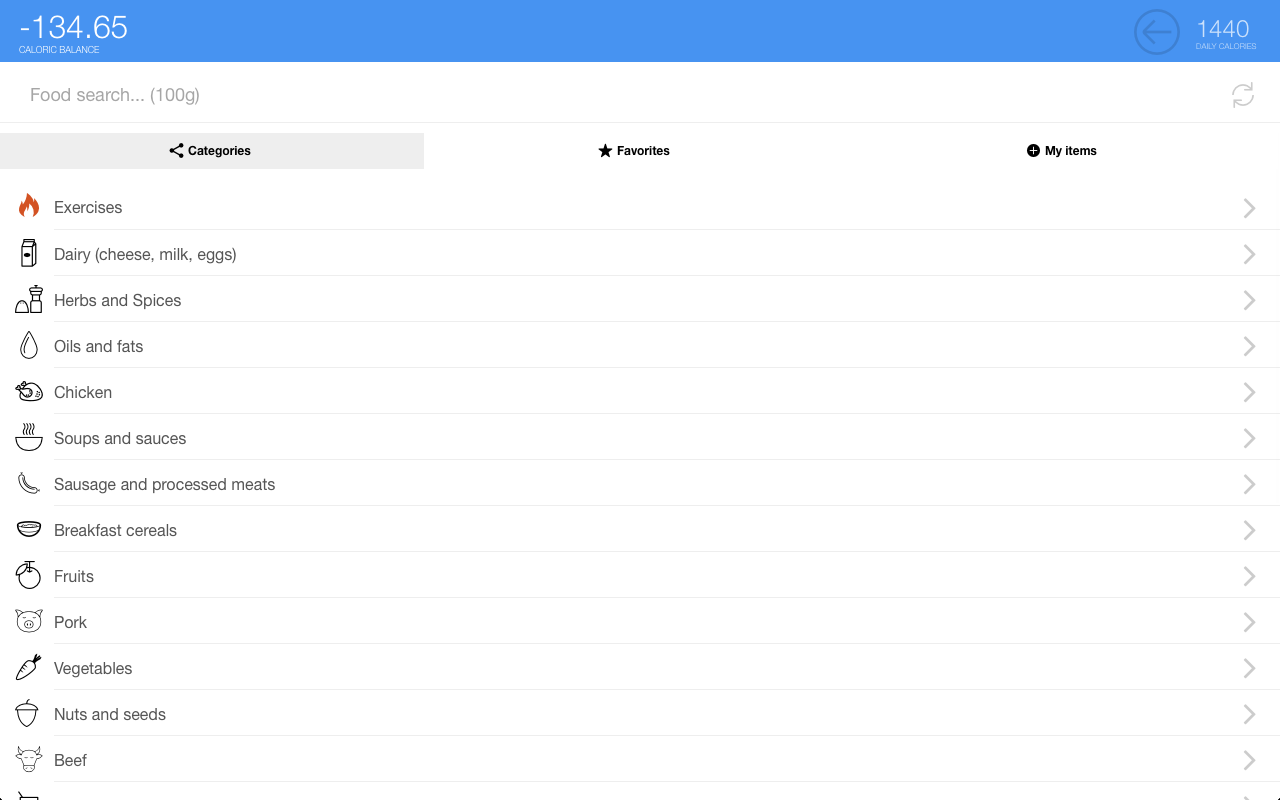 -134.65
CALORIC BALANCE
1440
DAILY CALORIES
Food search... (100g)
Categories
Favorites
My items
Exercises
Dairy (cheese, milk, eggs)
Herbs and Spices
Oils and fats
Chicken
Soups and sauces
Sausage and processed meats
Breakfast cereals
Fruits
Pork
Vegetables
Nuts and seeds
Beef